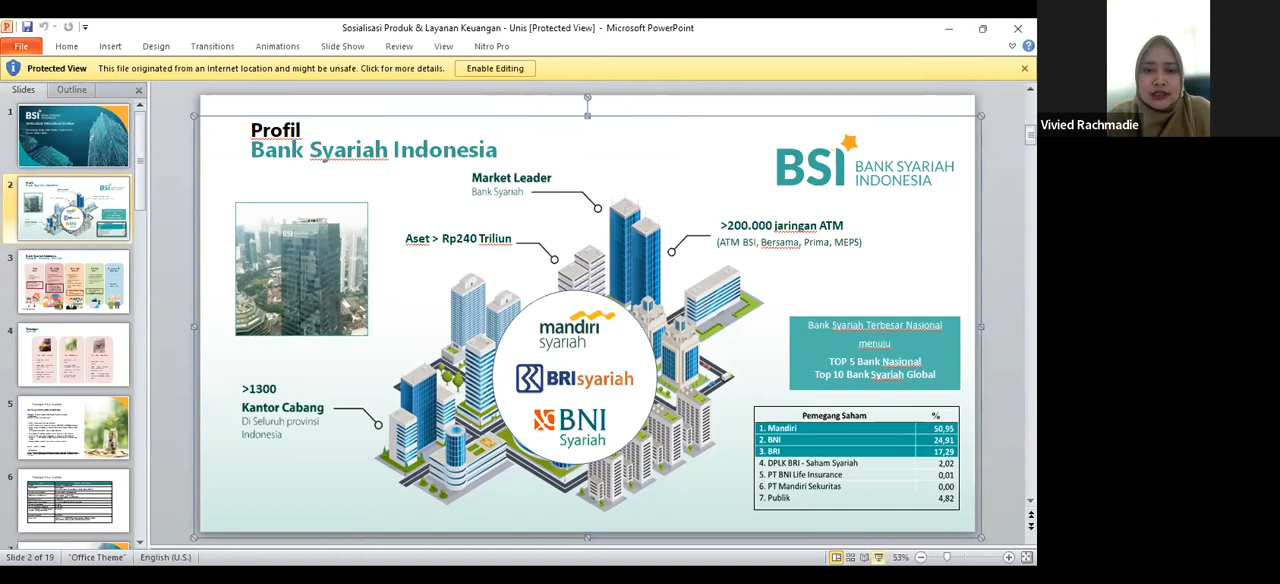 Sosialisasi Produk & Layanan Keuangan - Unis [Protected View] - Microsoft PowerPoint
File Home Insert Design Transitions Animations Slide Show Review View Nitro Pro
Protected View This file originated from an Internet location and might be unsafe. Click for more details. Enable Editing
Slides Outline
1
2
3
4
5
6
Profil
Bank Syariah Indonesia
BSI BANK SYARIAH
INDONESIA
Market Leader
Bank Syariah
Aset > Rp240 Triliun
>200.000 jaringan ATM
(ATM BSI, Bersama, Prima, MEPS)
mandiri
syariah
BRIsyariah
BNI
Syariah
>1300
Kantor Cabang
Di Seluruh provinsi
Indonesia
Bank Syariah Terbesar Nasional
menuju
TOP 5 Bank Nasional
Top 10 Bank Syariah Global
Pemegang Saham %
1. Mandiri 50,95
2. BNI 24,91
3. BRI 17,29
4. DPLK BRI - Saham Syariah 2,02
5. PT BNI Life Insurance 0,01
6. PT Mandiri Sekuritas 0,00
7. Publik 4,82
Slide 2 of 19 "Office Theme" English (U.S.) 53%
Vivied Rachmadie